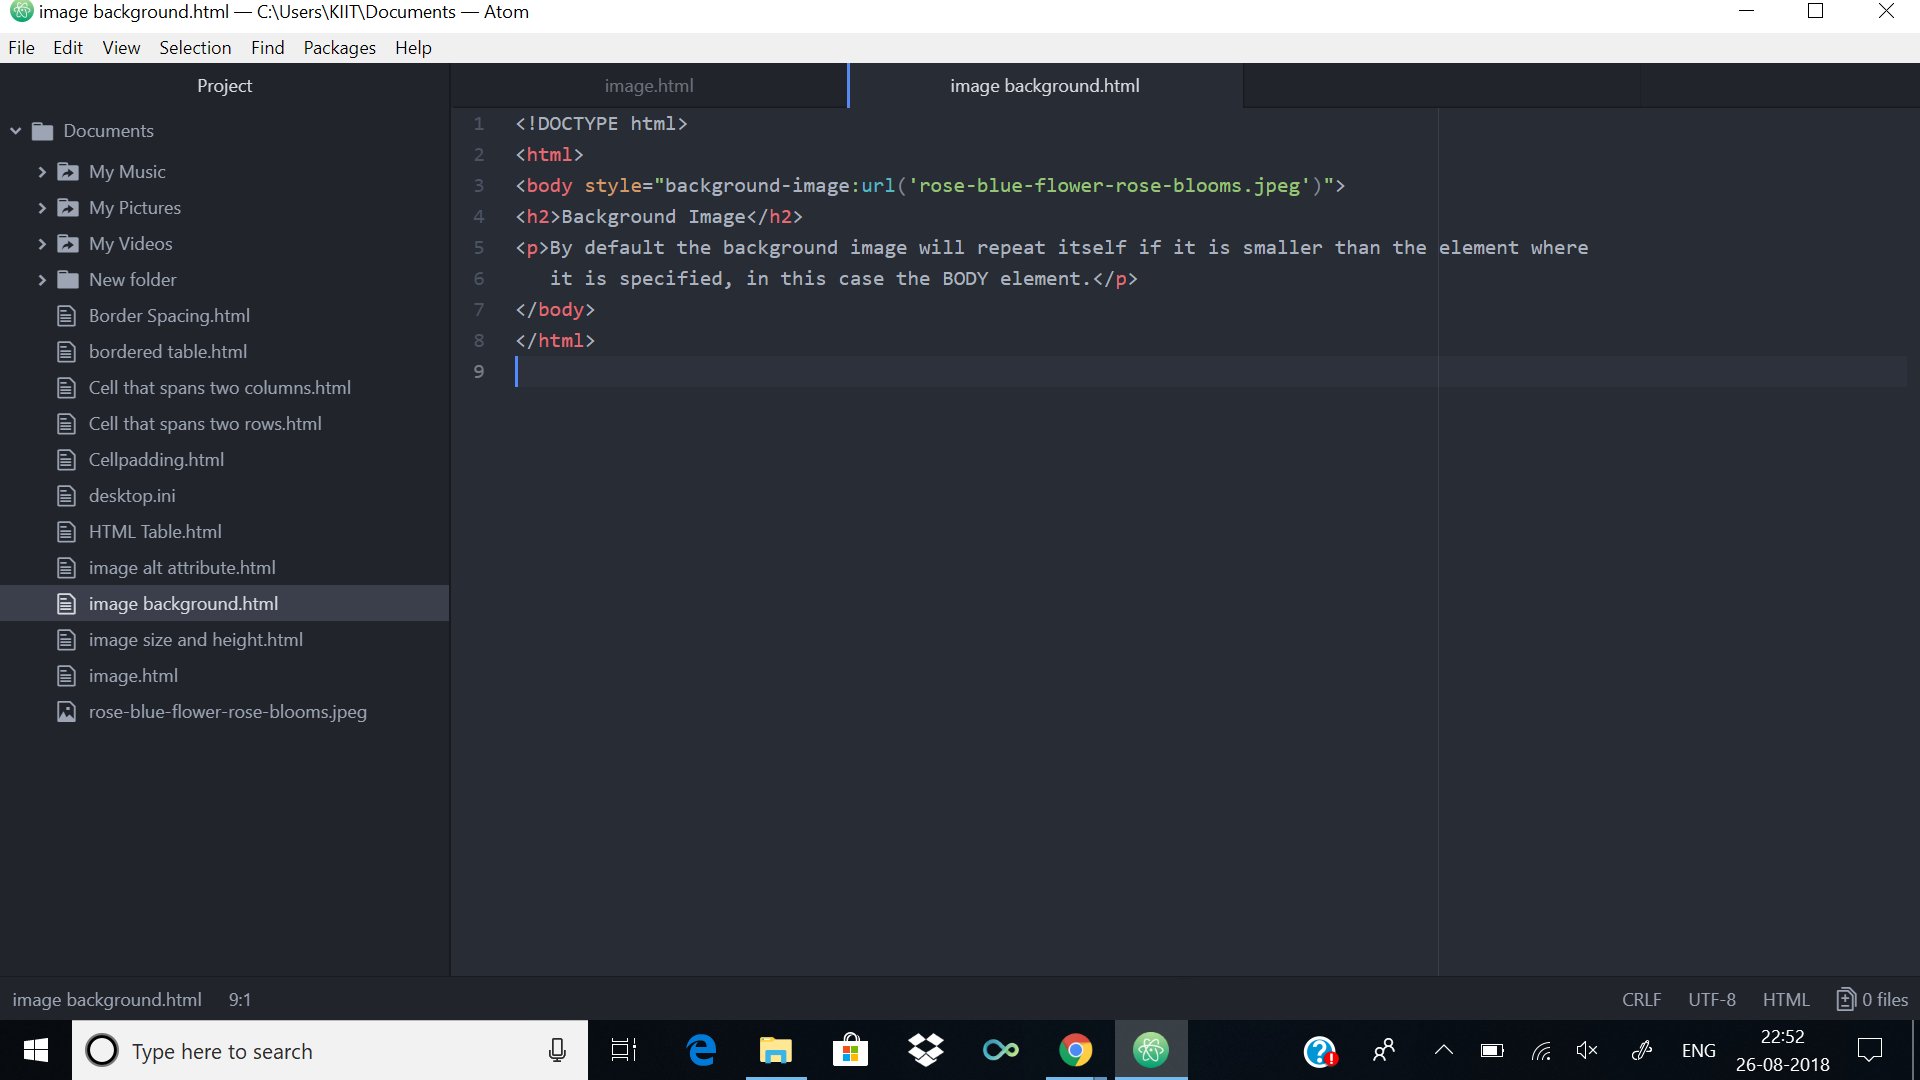 image background.html — C:\Users\KIIT\Documents — Atom
File Edit View Selection Find Packages Help
Project
image.html
image background.html
Documents
My Music
My Pictures
My Videos
New folder
Border Spacing.html
bordered table.html
Cell that spans two columns.html
Cell that spans two rows.html
Cellpadding.html
desktop.ini
HTML Table.html
image alt attribute.html
image background.html
image size and height.html
image.html
rose-blue-flower-rose-blooms.jpeg
1 <!DOCTYPE html>
2 <html>
3 <body style="background-image:url('rose-blue-flower-rose-blooms.jpeg')">
4 <h2>Background Image</h2>
5 <p>By default the background image will repeat itself if it is smaller than the element where
6 it is specified, in this case the BODY element.</p>
7 </body>
8 </html>
9
image background.html 9:1
CRLF UTF-8 HTML 0 files
Type here to search
ENG
22:52
26-08-2018